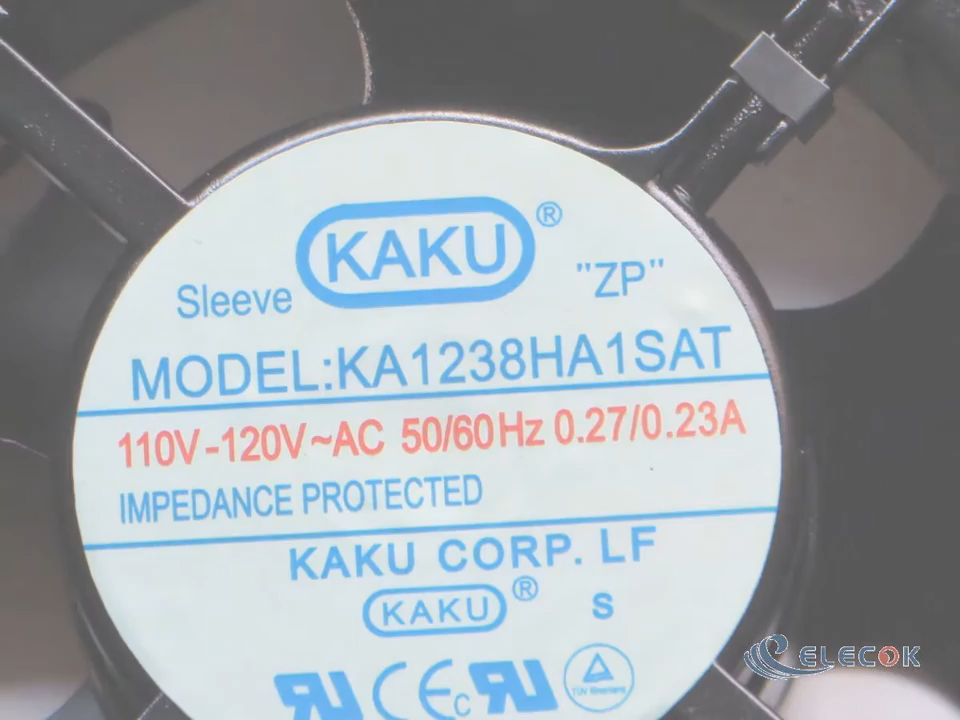 KAKU ®
Sleeve
"ZP"
MODEL:KA1238HA1SAT
110V-120V~AC 50/60Hz 0.27/0.23A
IMPEDANCE PROTECTED
KAKU CORP. LF
KAKU ®
S
ELECOK